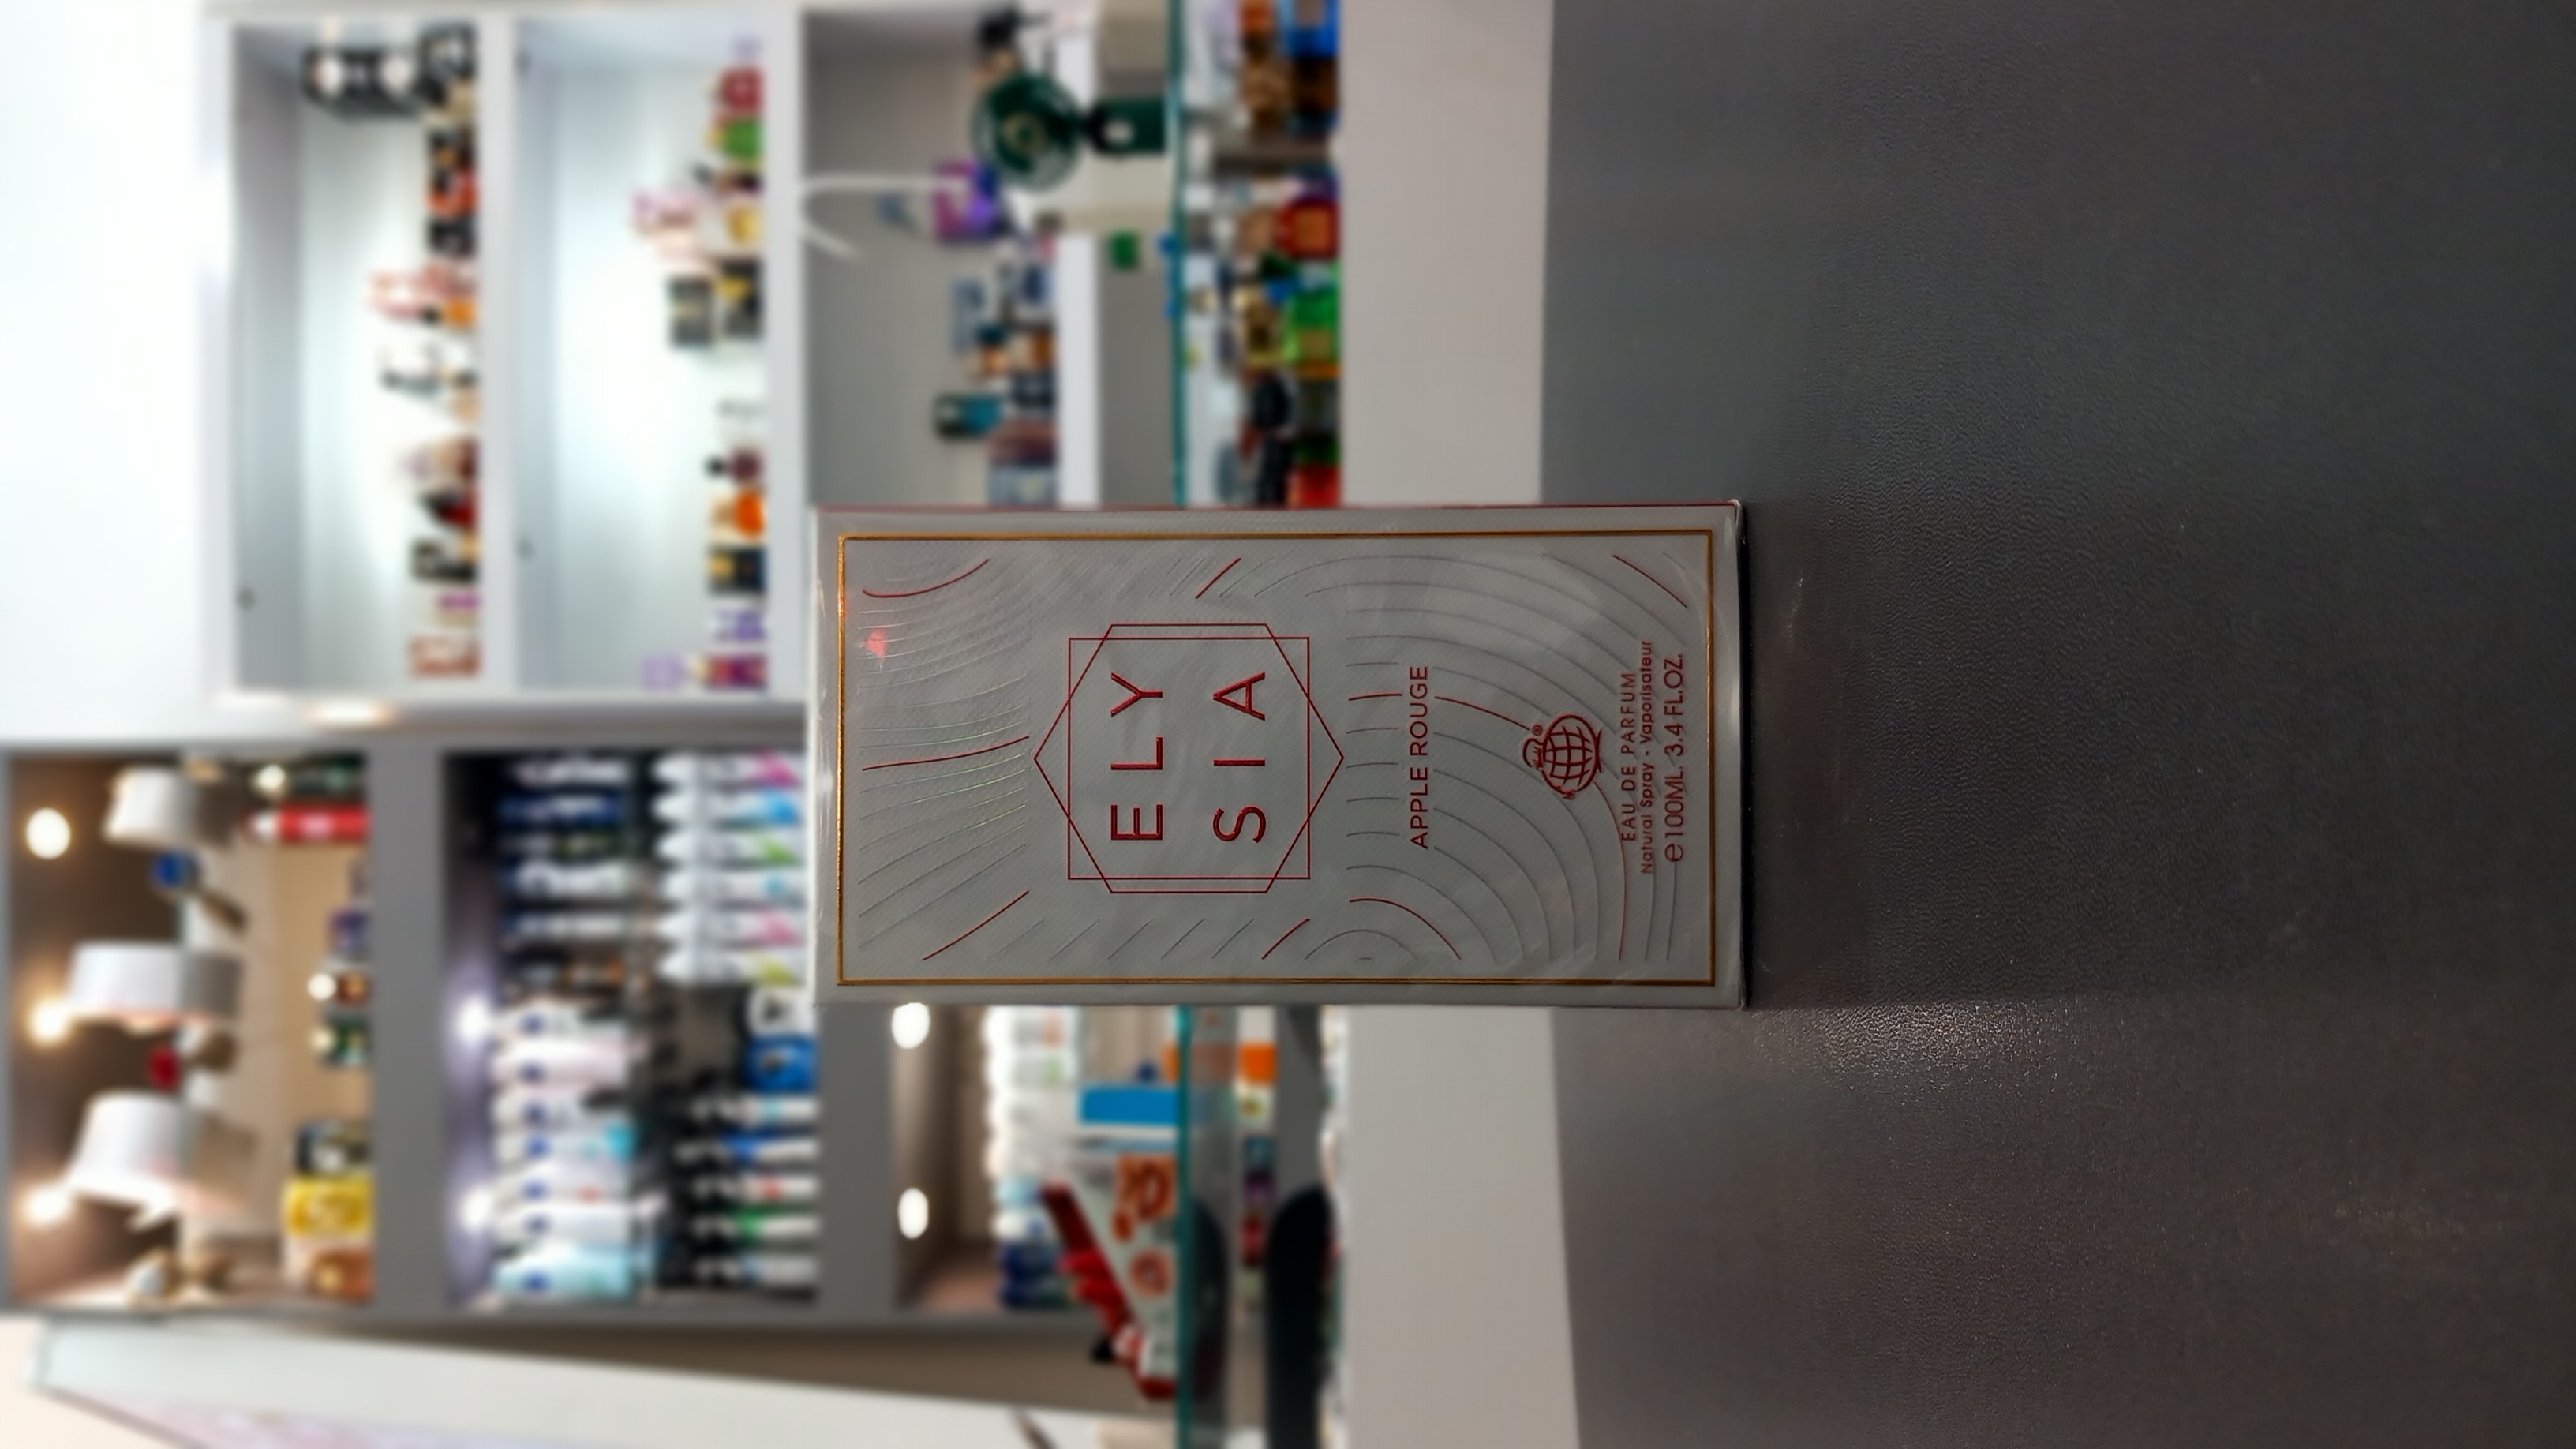 ELY
SIA
APPLE ROUGE
EAU DE PARFUM
Natural Spray - Vaporisateur
℮100ML. 3.4 FL.OZ.